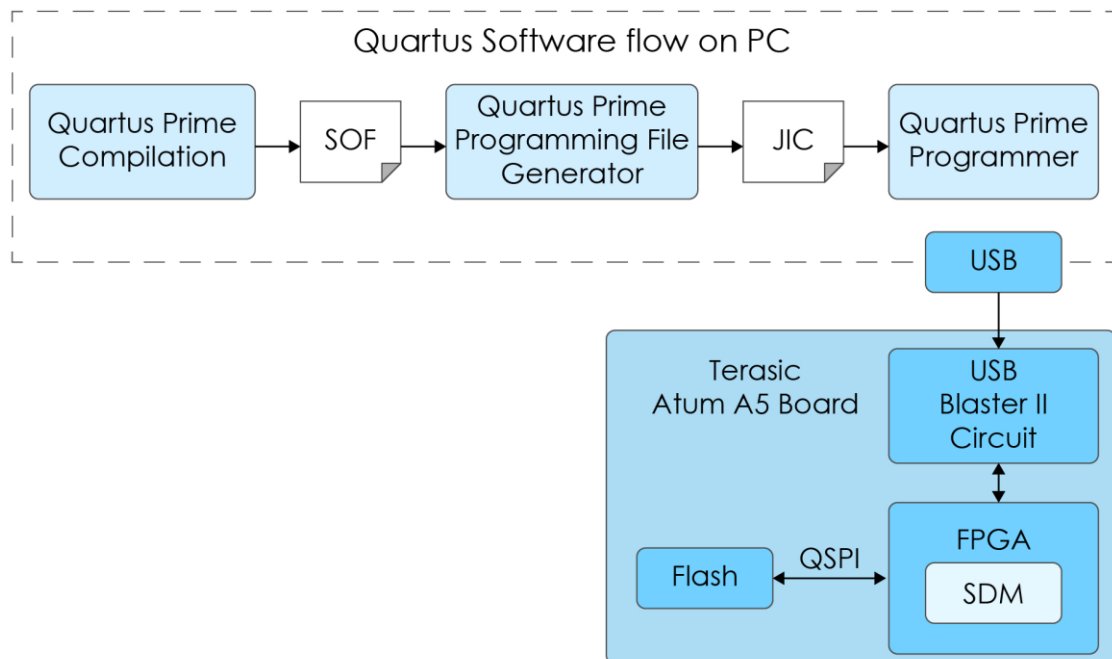 Quartus Software flow on PC
Quartus Prime
Compilation
SOF
Quartus Prime
Programming File
Generator
JIC
Quartus Prime
Programmer
USB
Terasic
Atum A5 Board
USB
Blaster II
Circuit
Flash
QSPI
FPGA
SDM